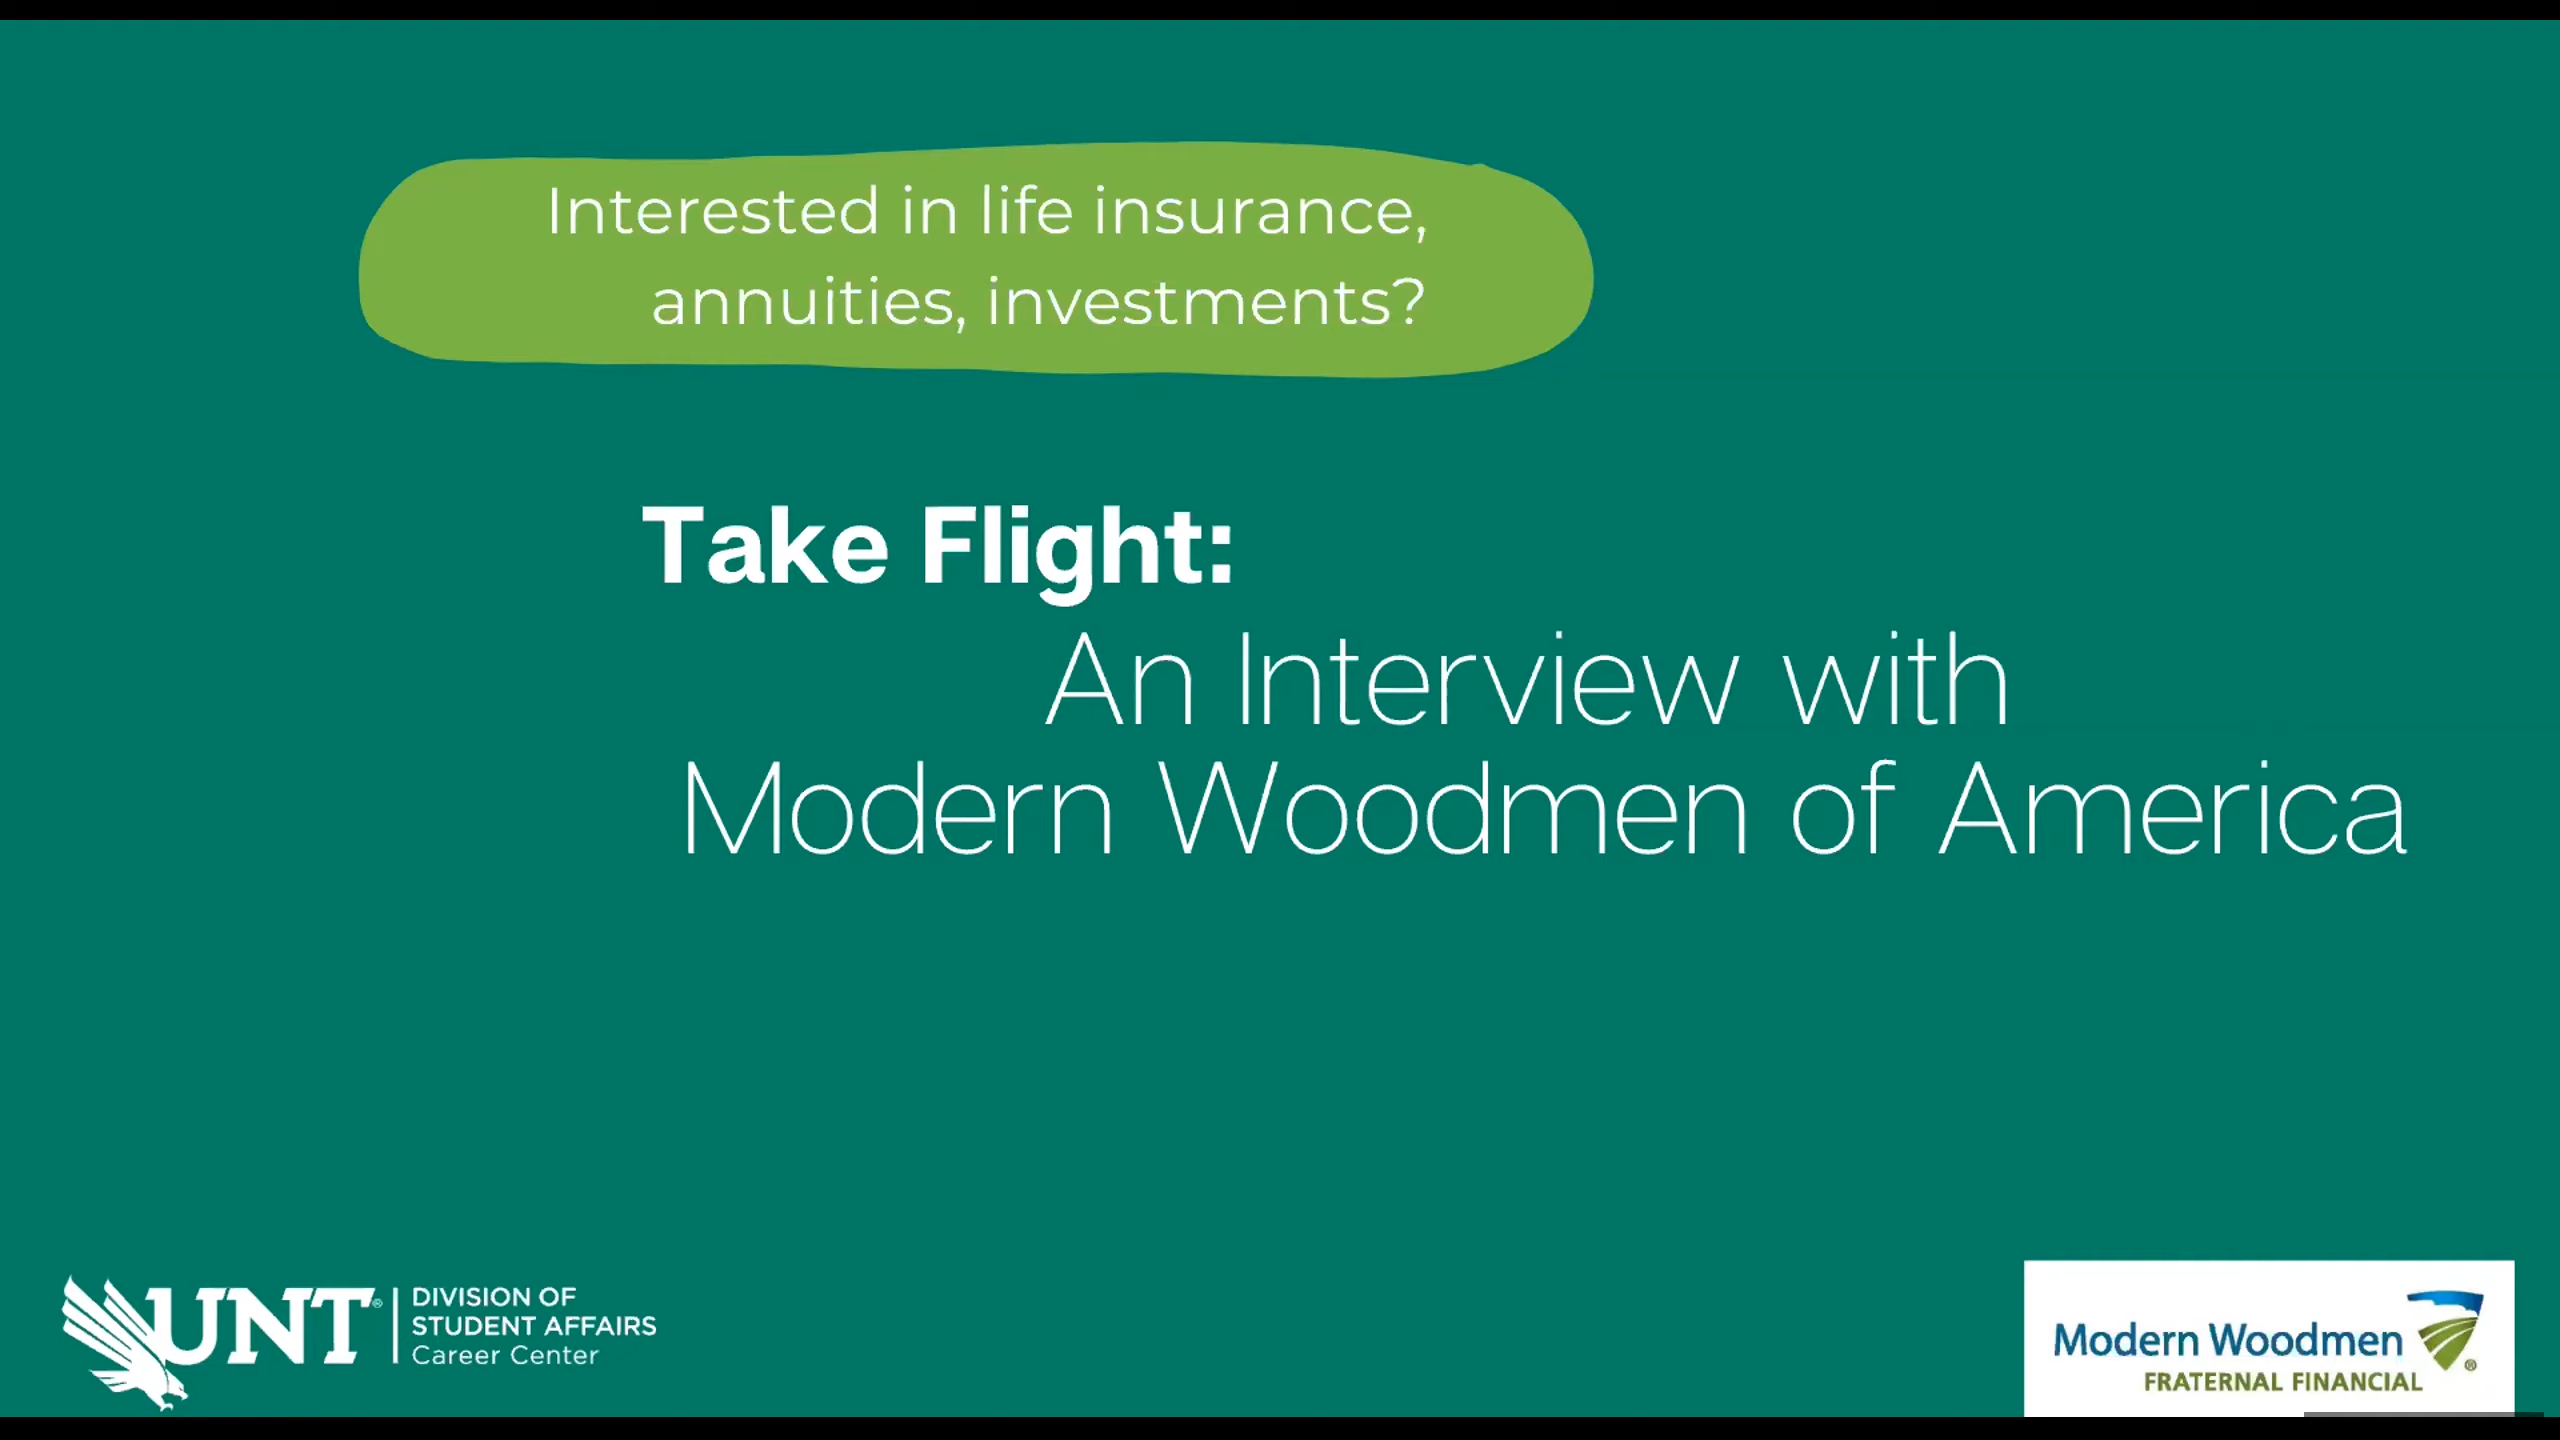 Interested in life insurance,
annuities, investments?
Take Flight:
An Interview with
Modern Woodmen of America
UNT®
DIVISION OF
STUDENT AFFAIRS
Career Center
Modern Woodmen
®
FRATERNAL FINANCIAL